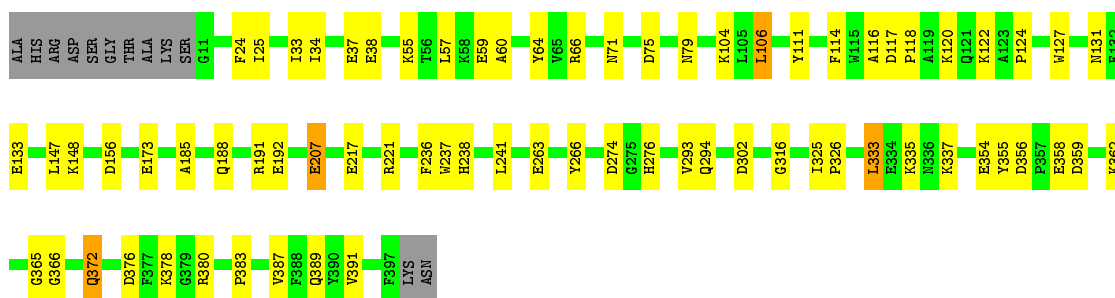 ALA HIS ARG ASP SER GLY THR ALA LYS SER G11 F24 I25 I33 I34 E37 E38 K55 T56 L57 K58 E59 A60 Y64 V65 R66 N71 D75 N79 K104 L105 L106 Y111 F114 W115 A116 D117 P118 A119 K120 Q121 K122 A123 P124 W127 N131 E132
E133 L147 K148 D156 E173 A185 Q188 R191 E192 E207 E217 R221 F236 W237 H238 L241 E263 Y266 D274 G275 H276 V293 Q294 D302 G316 I325 P326 L333 E334 K335 N336 K337 E354 Y355 D356 P357 E358 D359 K362
G365 G366 Q372 D376 F377 K378 G379 R380 P383 V387 F388 Q389 Y390 V391 F397 LYS ASN